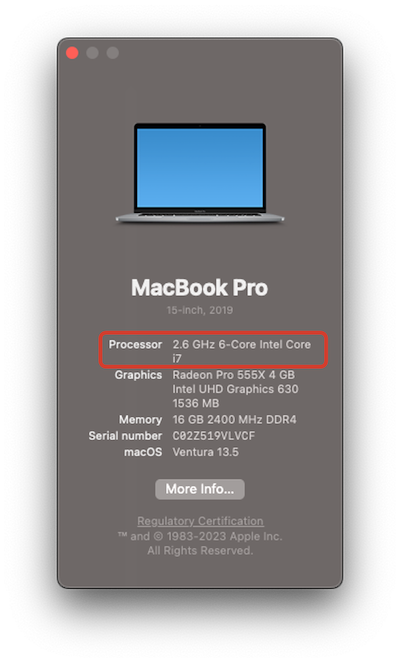 MacBook Pro
15-inch, 2019
Processor 2.6 GHz 6-Core Intel Core
i7
Graphics Radeon Pro 555X 4 GB
Intel UHD Graphics 630
1536 MB
Memory 16 GB 2400 MHz DDR4
Serial number C02Z519VLVCF
macOS Ventura 13.5
More Info...
Regulatory Certification
™ and © 1983-2023 Apple Inc.
All Rights Reserved.